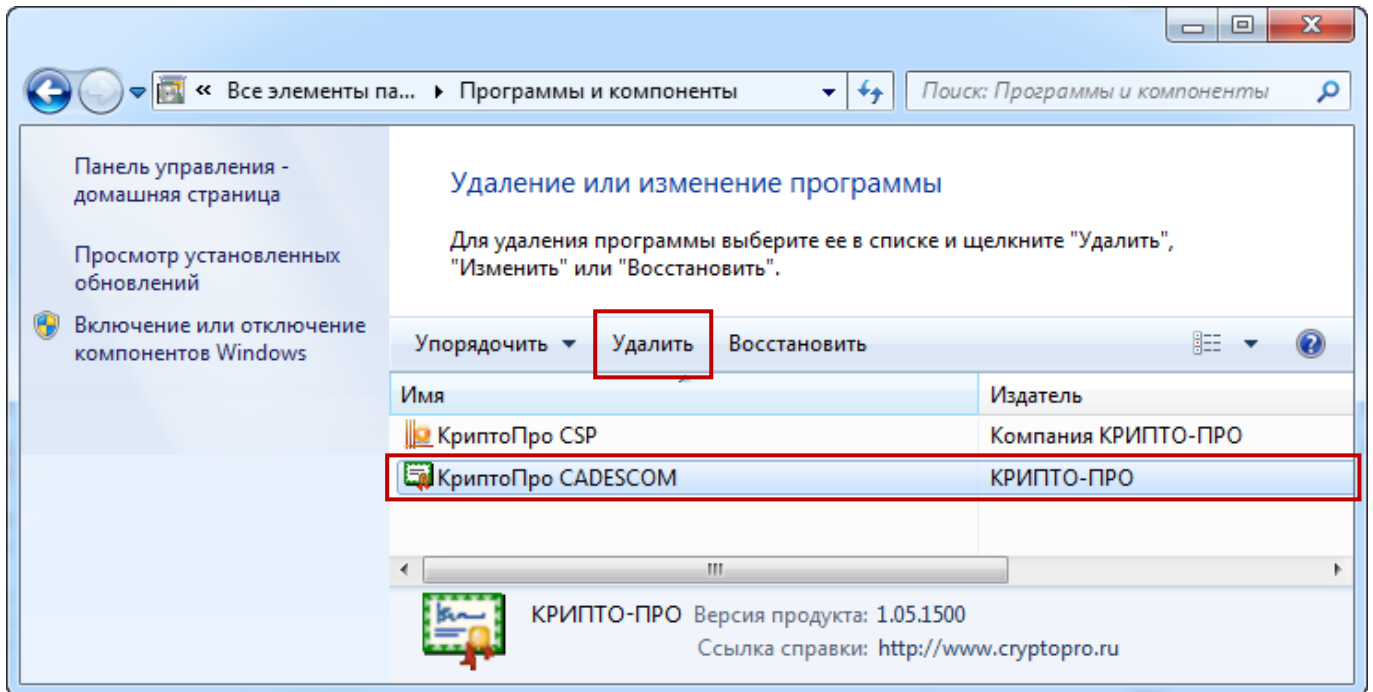 « Все элементы па... Программы и компоненты
Поиск: Программы и компоненты
Панель управления -
домашняя страница
Просмотр установленных
обновлений
Включение или отключение
компонентов Windows
Удаление или изменение программы
Для удаления программы выберите ее в списке и щелкните "Удалить",
"Изменить" или "Восстановить".
Упорядочить Удалить Восстановить
Имя Издатель
КриптоПро CSP Компания КРИПТО-ПРО
КриптоПро CADESCOM КРИПТО-ПРО
КРИПТО-ПРО Версия продукта: 1.05.1500
Ссылка справки: http://www.cryptopro.ru